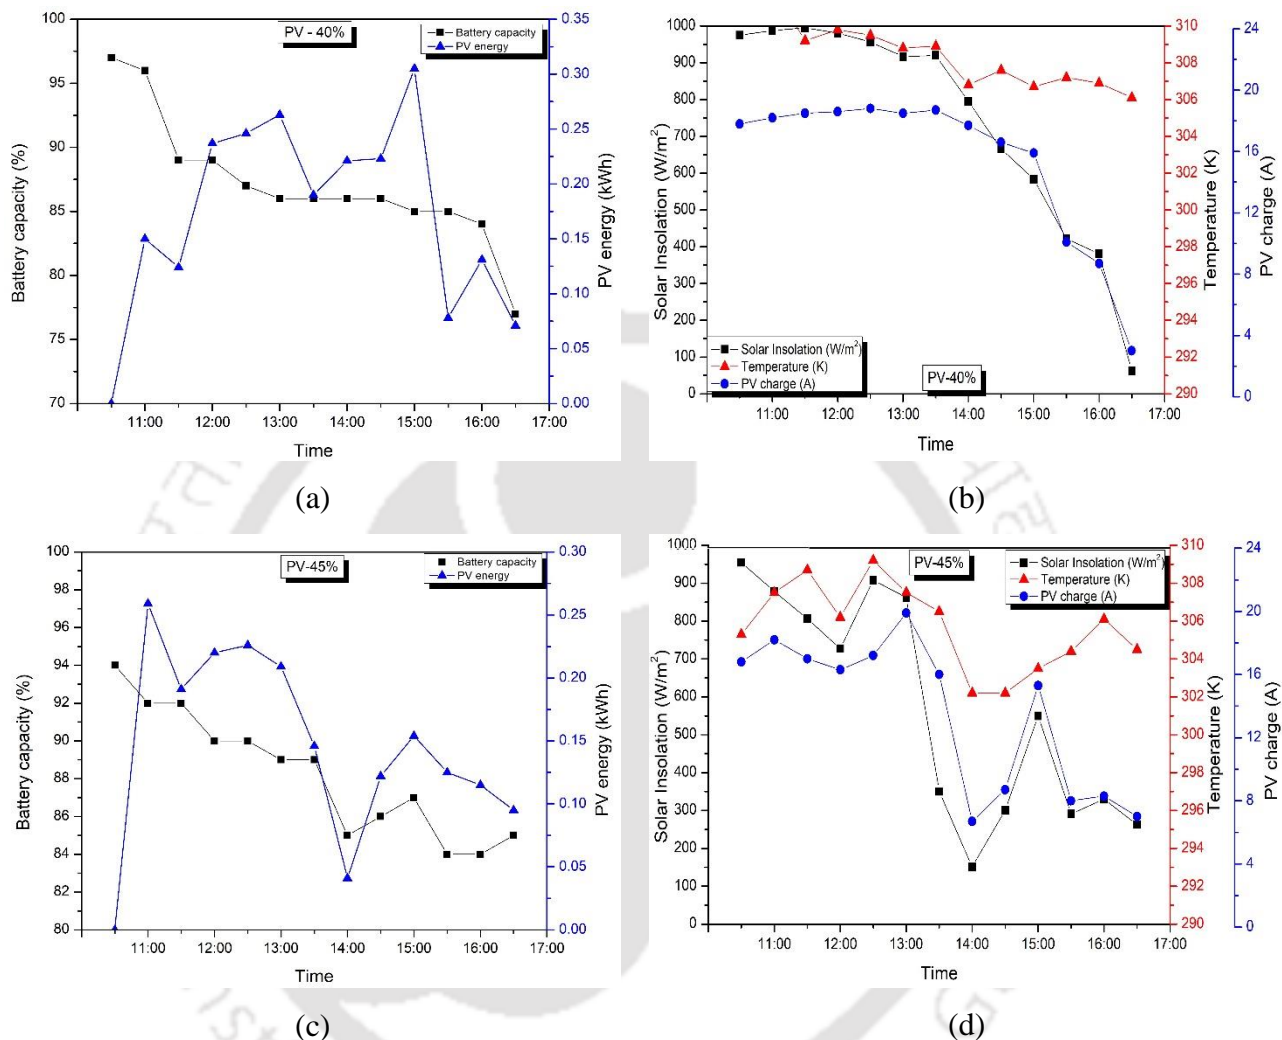 PV - 40%
Battery capacity
PV energy
100
95
90
85
80
75
70
Battery capacity (%)
0.35
0.30
0.25
0.20
0.15
0.10
0.05
0.00
PV energy (kWh)
11:00 12:00 13:00 14:00 15:00 16:00 17:00
Time
(a)
1000
900
800
700
600
500
400
300
200
100
0
Solar Insolation (W/m²)
310
308
306
304
302
300
298
296
294
292
290
Temperature (K)
24
20
16
12
8
4
0
PV charge (A)
Solar Insolation (W/m²)
Temperature (K)
PV charge (A)
PV-40%
11:00 12:00 13:00 14:00 15:00 16:00 17:00
Time
(b)
PV-45%
Battery capacity
PV energy
100
98
96
94
92
90
88
86
84
82
80
Battery capacity (%)
0.30
0.25
0.20
0.15
0.10
0.05
0.00
PV energy (kWh)
11:00 12:00 13:00 14:00 15:00 16:00 17:00
Time
(c)
PV-45%
Solar Insolation (W/m²)
Temperature (K)
PV charge (A)
1000
900
800
700
600
500
400
300
200
100
0
Solar Insolation (W/m²)
310
308
306
304
302
300
298
296
294
292
290
Temperature (K)
24
20
16
12
8
4
0
PV charge (A)
11:00 12:00 13:00 14:00 15:00 16:00 17:00
Time
(d)